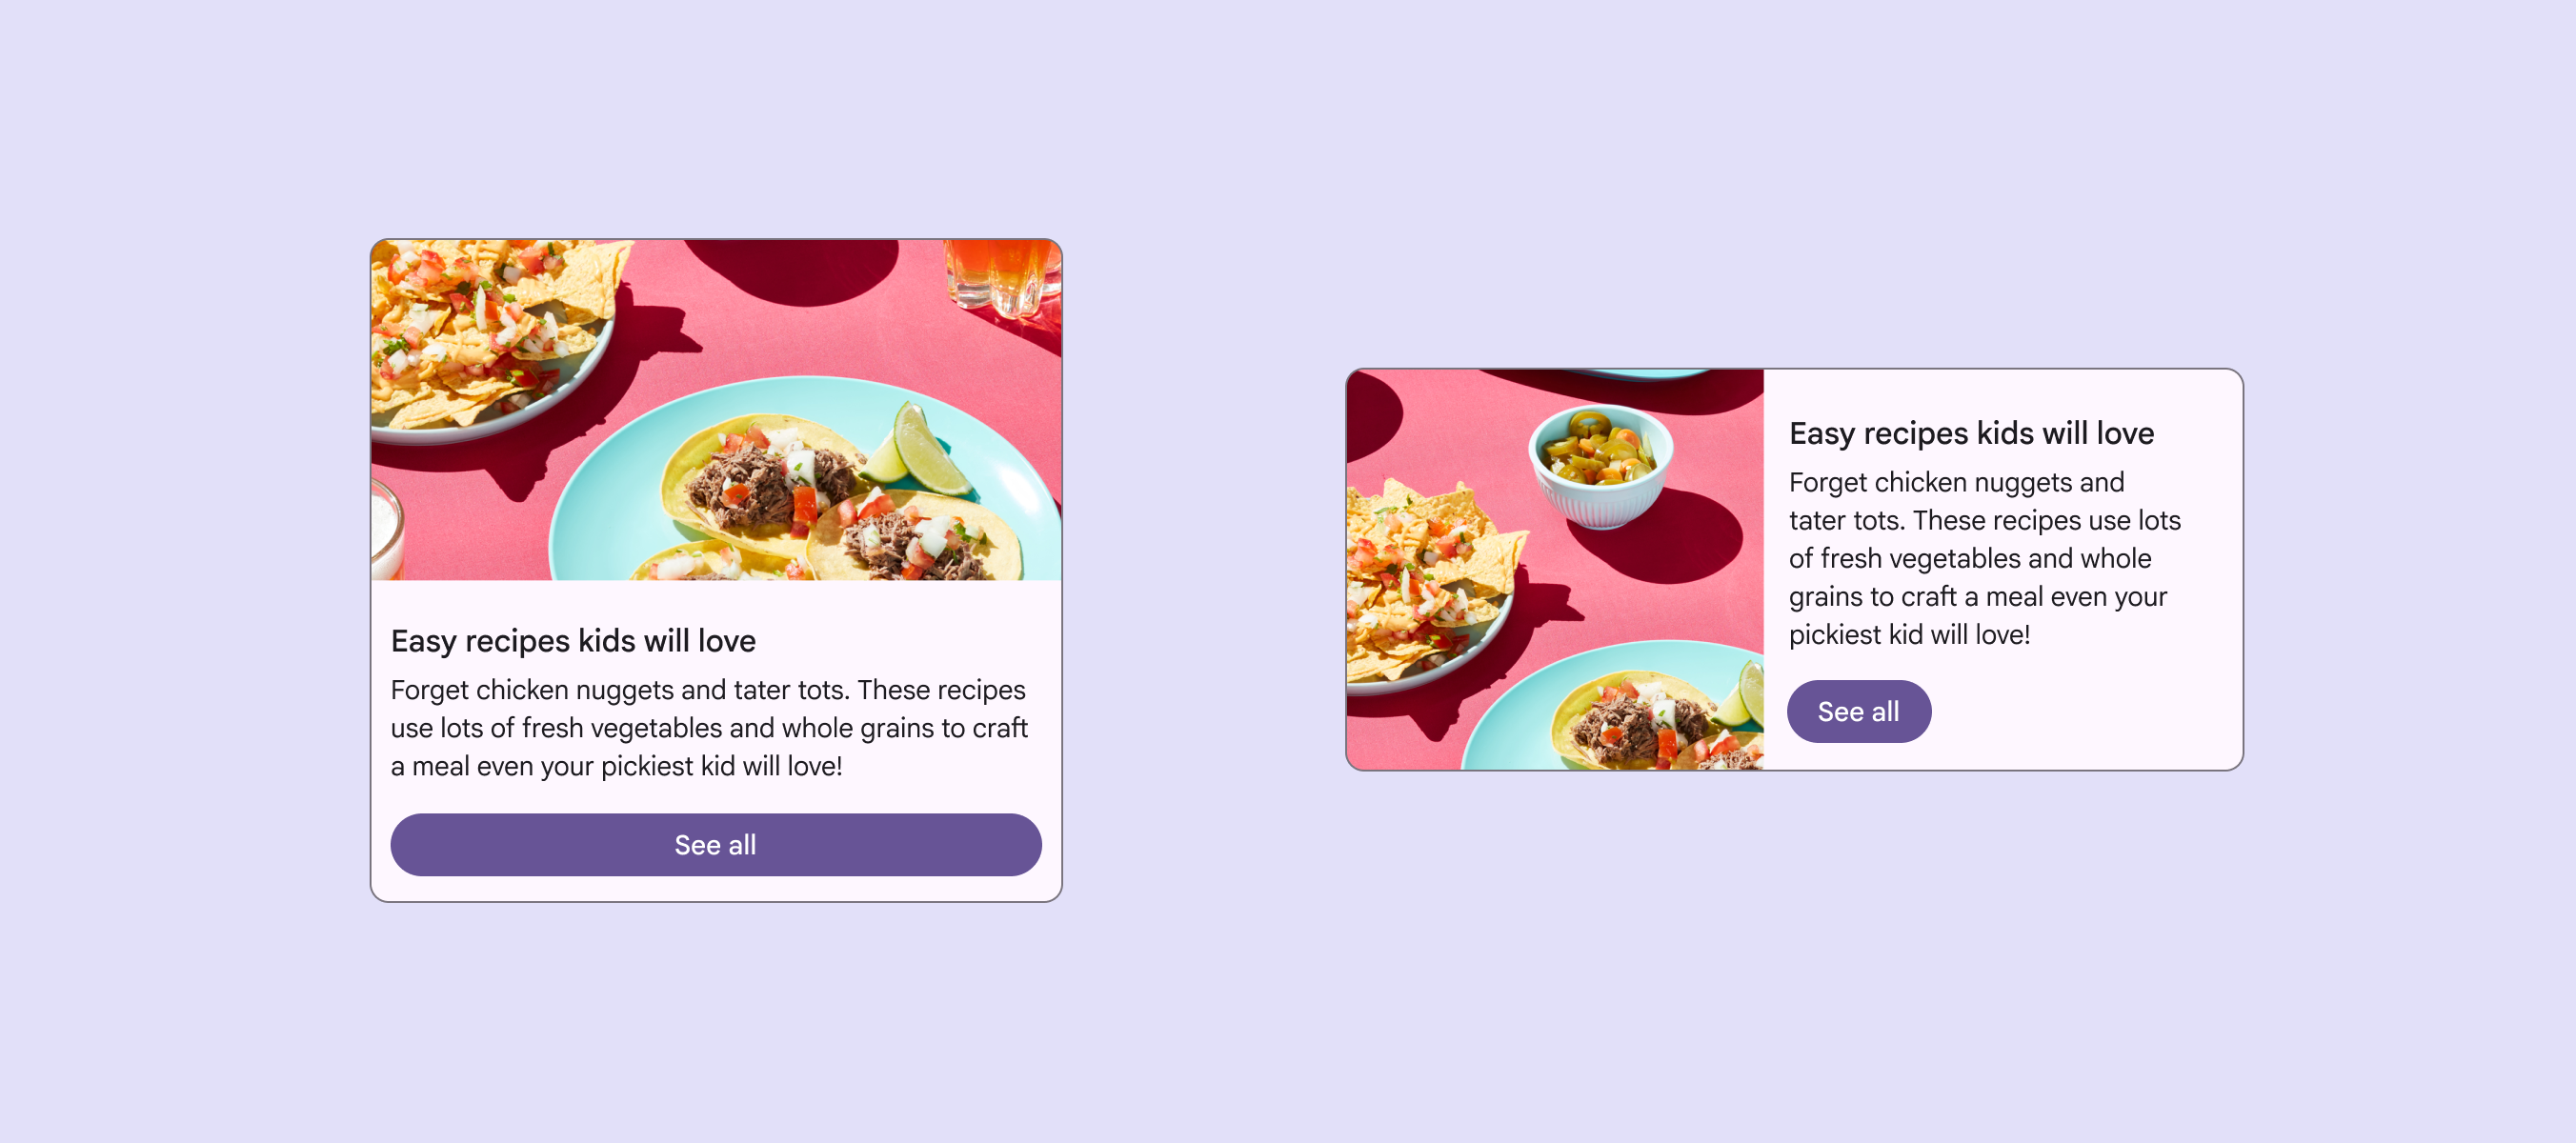 Easy recipes kids will love
Forget chicken nuggets and tater tots. These recipes
use lots of fresh vegetables and whole grains to craft
a meal even your pickiest kid will love!
See all
Easy recipes kids will love
Forget chicken nuggets and
tater tots. These recipes use lots
of fresh vegetables and whole
grains to craft a meal even your
pickiest kid will love!
See all